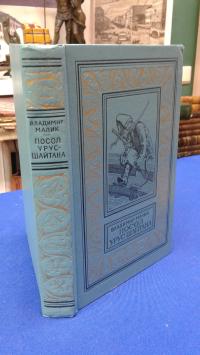 ВЛАДИМИР
МАЛИК
ПОСОЛ
УРУС-
ШАЙТАНА
ВЛАДИМИР МАЛИК
ПОСОЛ
УРУС-ШАЙТАНА